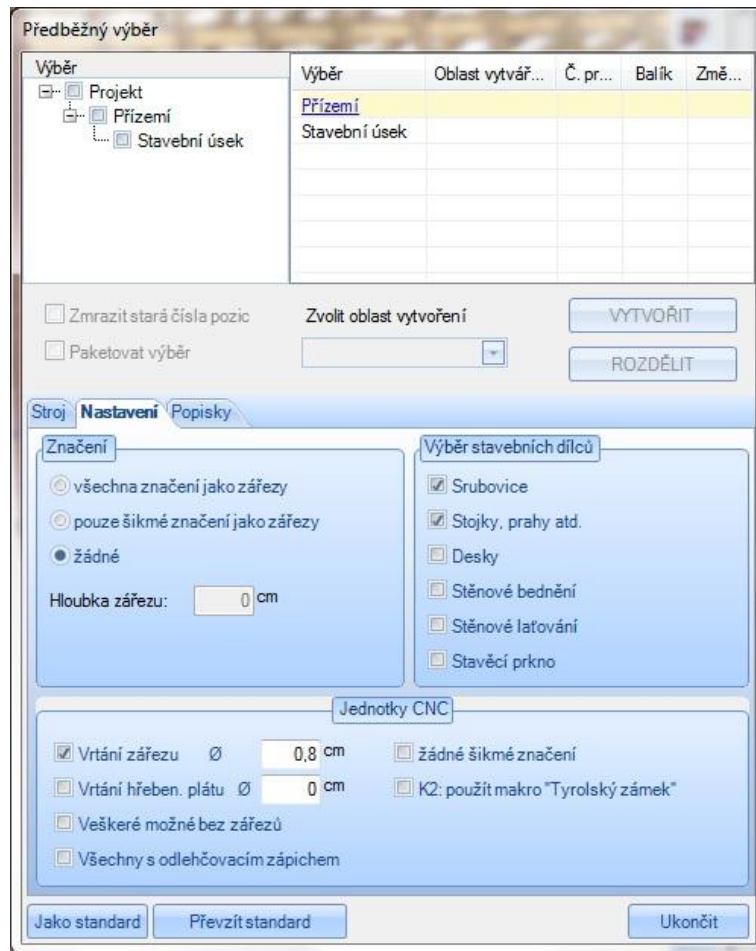 Předběžný výběr
Výběr
Projekt
Přízemí
Stavební úsek
Výběr Oblast vytvář... Č. pr... Balík Změ...
Přízemí
Stavební úsek
Zmrazit stará čísla pozic
Paketovat výběr
Zvolit oblast vytvoření
VYTVOŘIT
ROZDĚLIT
Stroj Nastavení Popisky
Značení
všechna značení jako zářezy
pouze šikmé značení jako zářezy
žádné
Hloubka zářezu: 0 cm
Výběr stavebních dílců
Srubovice
Stojky, prahy atd.
Desky
Stěnové bednění
Stěnové laťování
Stavěcí prkno
Jednotky CNC
Vrtání zářezu Ø 0,8 cm
Vrtání hřeben. plátu Ø 0 cm
Veškeré možné bez zářezů
Všechny s odlehčovacím zápichem
žádné šikmé značení
K2: použít makro "Tyrolský zámek"
Jako standard Převzít standard Ukončit